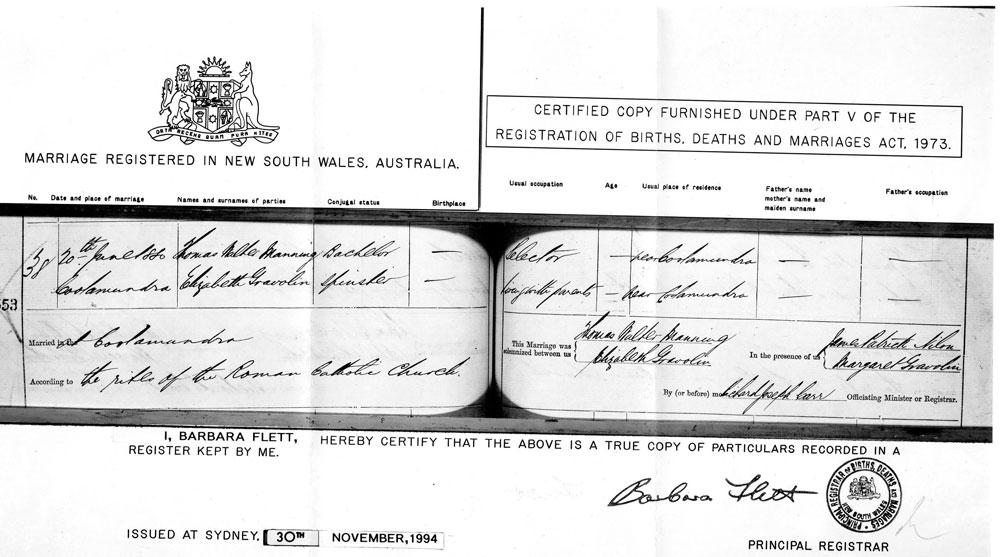 ORTA RECENS QUAM PURA NITES
MARRIAGE REGISTERED IN NEW SOUTH WALES, AUSTRALIA.
CERTIFIED COPY FURNISHED UNDER PART V OF THE
REGISTRATION OF BIRTHS, DEATHS AND MARRIAGES ACT, 1973.
No. Date and place of marriage Names and surnames of parties Conjugal status Birthplace
Usual occupation Age Usual place of residence Father's name mother's name and maiden surname Father's occupation
38 20th June 1880 Thomas Walter Manning Bachelor — Selector — near Cootamundra — —
Cootamundra Elizabeth Gravolin Spinster — living with parents — near Cootamundra — —
553
Married at Cootamundra
According to the rites of the Roman Catholic Church.
This Marriage was solemnized between us Thomas Walter Manning
Elizabeth Gravolin
In the presence of us James Patrick
Margaret Gravolin
By (or before) me Richard Joseph Carr Officiating Minister or Registrar.
I, BARBARA FLETT, HEREBY CERTIFY THAT THE ABOVE IS A TRUE COPY OF PARTICULARS RECORDED IN A
REGISTER KEPT BY ME.
Barbara Flett
PRINCIPAL REGISTRAR OF BIRTHS, DEATHS AND MARRIAGES
NEW SOUTH WALES
ISSUED AT SYDNEY, 30TH NOVEMBER, 1994
PRINCIPAL REGISTRAR